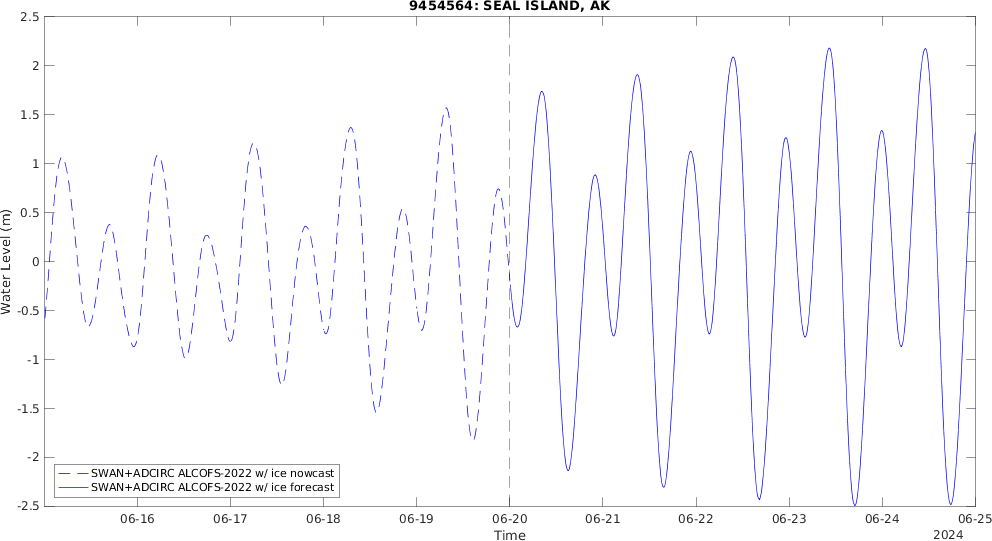 9454564: SEAL ISLAND, AK
2.5
2
1.5
1
0.5
0
-0.5
-1
-1.5
-2
-2.5
Water Level (m)
SWAN+ADCIRC ALCOFS-2022 w/ ice nowcast
SWAN+ADCIRC ALCOFS-2022 w/ ice forecast
06-16 06-17 06-18 06-19 06-20 06-21 06-22 06-23 06-24 06-25
Time
2024